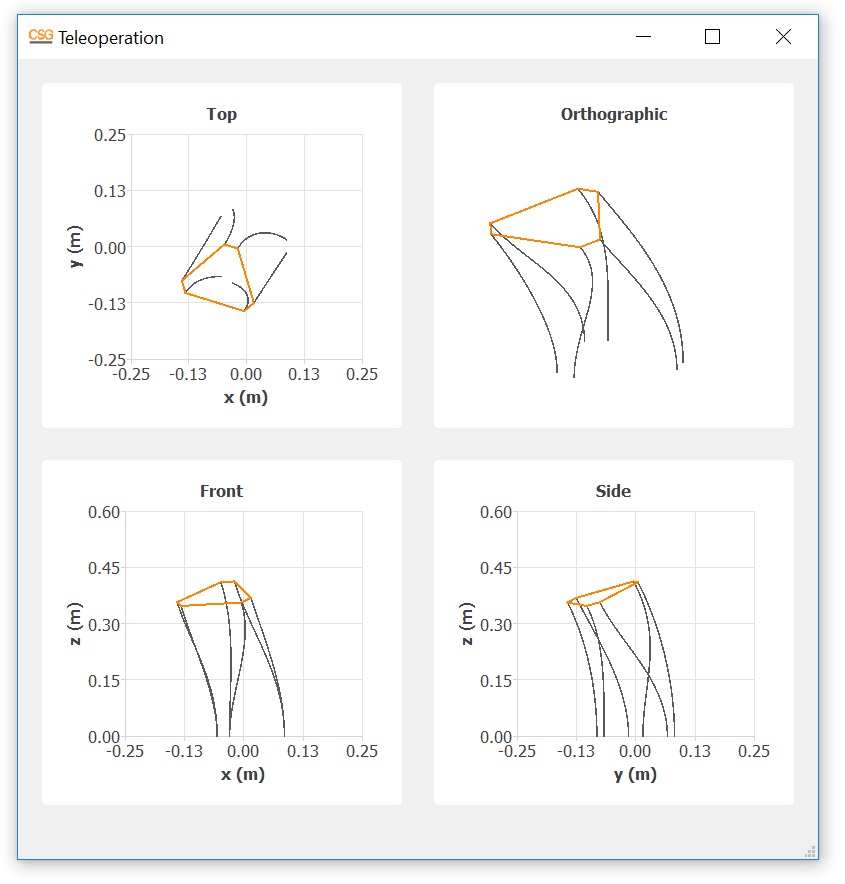 CSG Teleoperation
Top
0.25
0.13
0.00
-0.13
-0.25
y (m)
-0.25 -0.13 0.00 0.13 0.25
x (m)
Orthographic
Front
0.60
0.45
0.30
0.15
0.00
z (m)
-0.25 -0.13 0.00 0.13 0.25
x (m)
Side
0.60
0.45
0.30
0.15
0.00
z (m)
-0.25 -0.13 0.00 0.13 0.25
y (m)